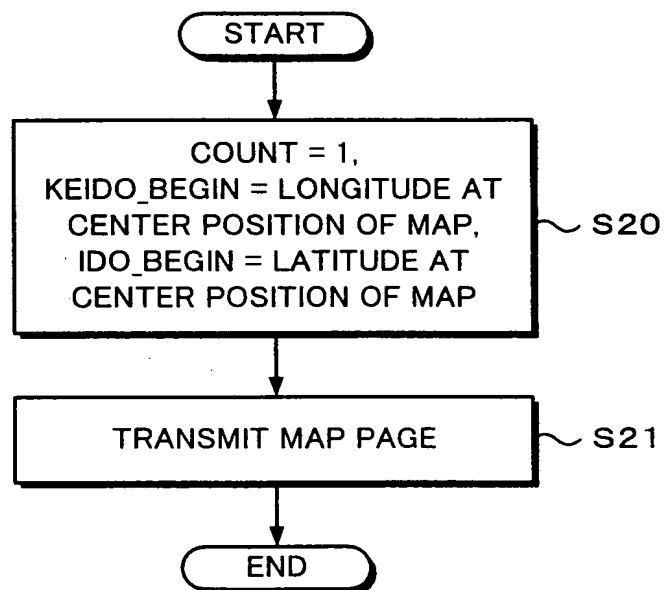 START
COUNT = 1,
KEIDO_BEGIN = LONGITUDE AT
CENTER POSITION OF MAP,
IDO_BEGIN = LATITUDE AT
CENTER POSITION OF MAP
S20
TRANSMIT MAP PAGE
S21
END